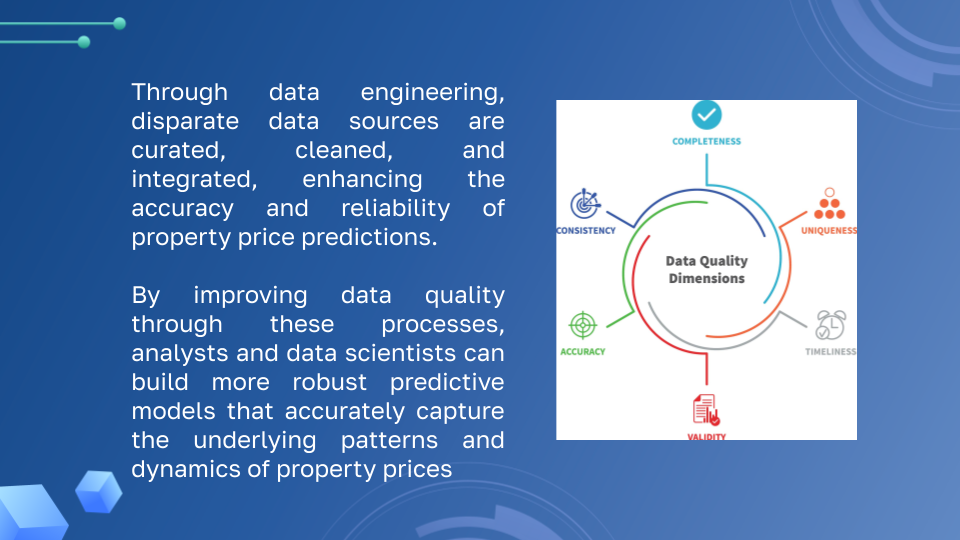 Through data engineering,
disparate data sources are
curated, cleaned, and
integrated, enhancing the
accuracy and reliability of
property price predictions.
By improving data quality
through these processes,
analysts and data scientists can
build more robust predictive
models that accurately capture
the underlying patterns and
dynamics of property prices
COMPLETENESS
CONSISTENCY
UNIQUENESS
Data Quality
Dimensions
ACCURACY
TIMELINESS
VALIDITY